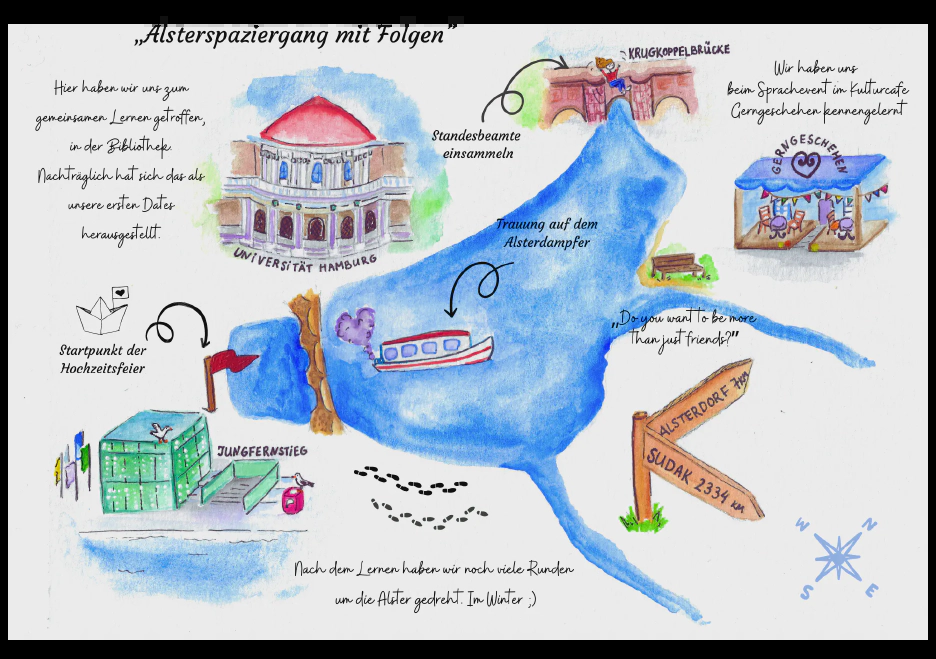 „Alsterspaziergang mit Folgen”
Hier haben wir uns zum
gemeinsamen Lernen getroffen,
in der Bibliothek.
Nachträglich hat sich das als
unsere ersten Dates
herausgestellt.
UNIVERSITÄT HAMBURG
KRUGKOPPELBRÜCKE
Standesbeamte
einsammeln
Wir haben uns
beim Sprachevent im Kulturcafe
Gerngeschehen kennengelernt
GERNGESCHEHEN
Trauung auf dem
Alsterdampfer
„Do you want to be more
than just friends?”
Startpunkt der
Hochzeitsfeier
JUNGFERNSTIEG
ALSTERDORF 7KM
SUDAK 2334 KM
Nach dem Lernen haben wir noch viele Runden
um die Alster gedreht. Im Winter ;)
W N
S E